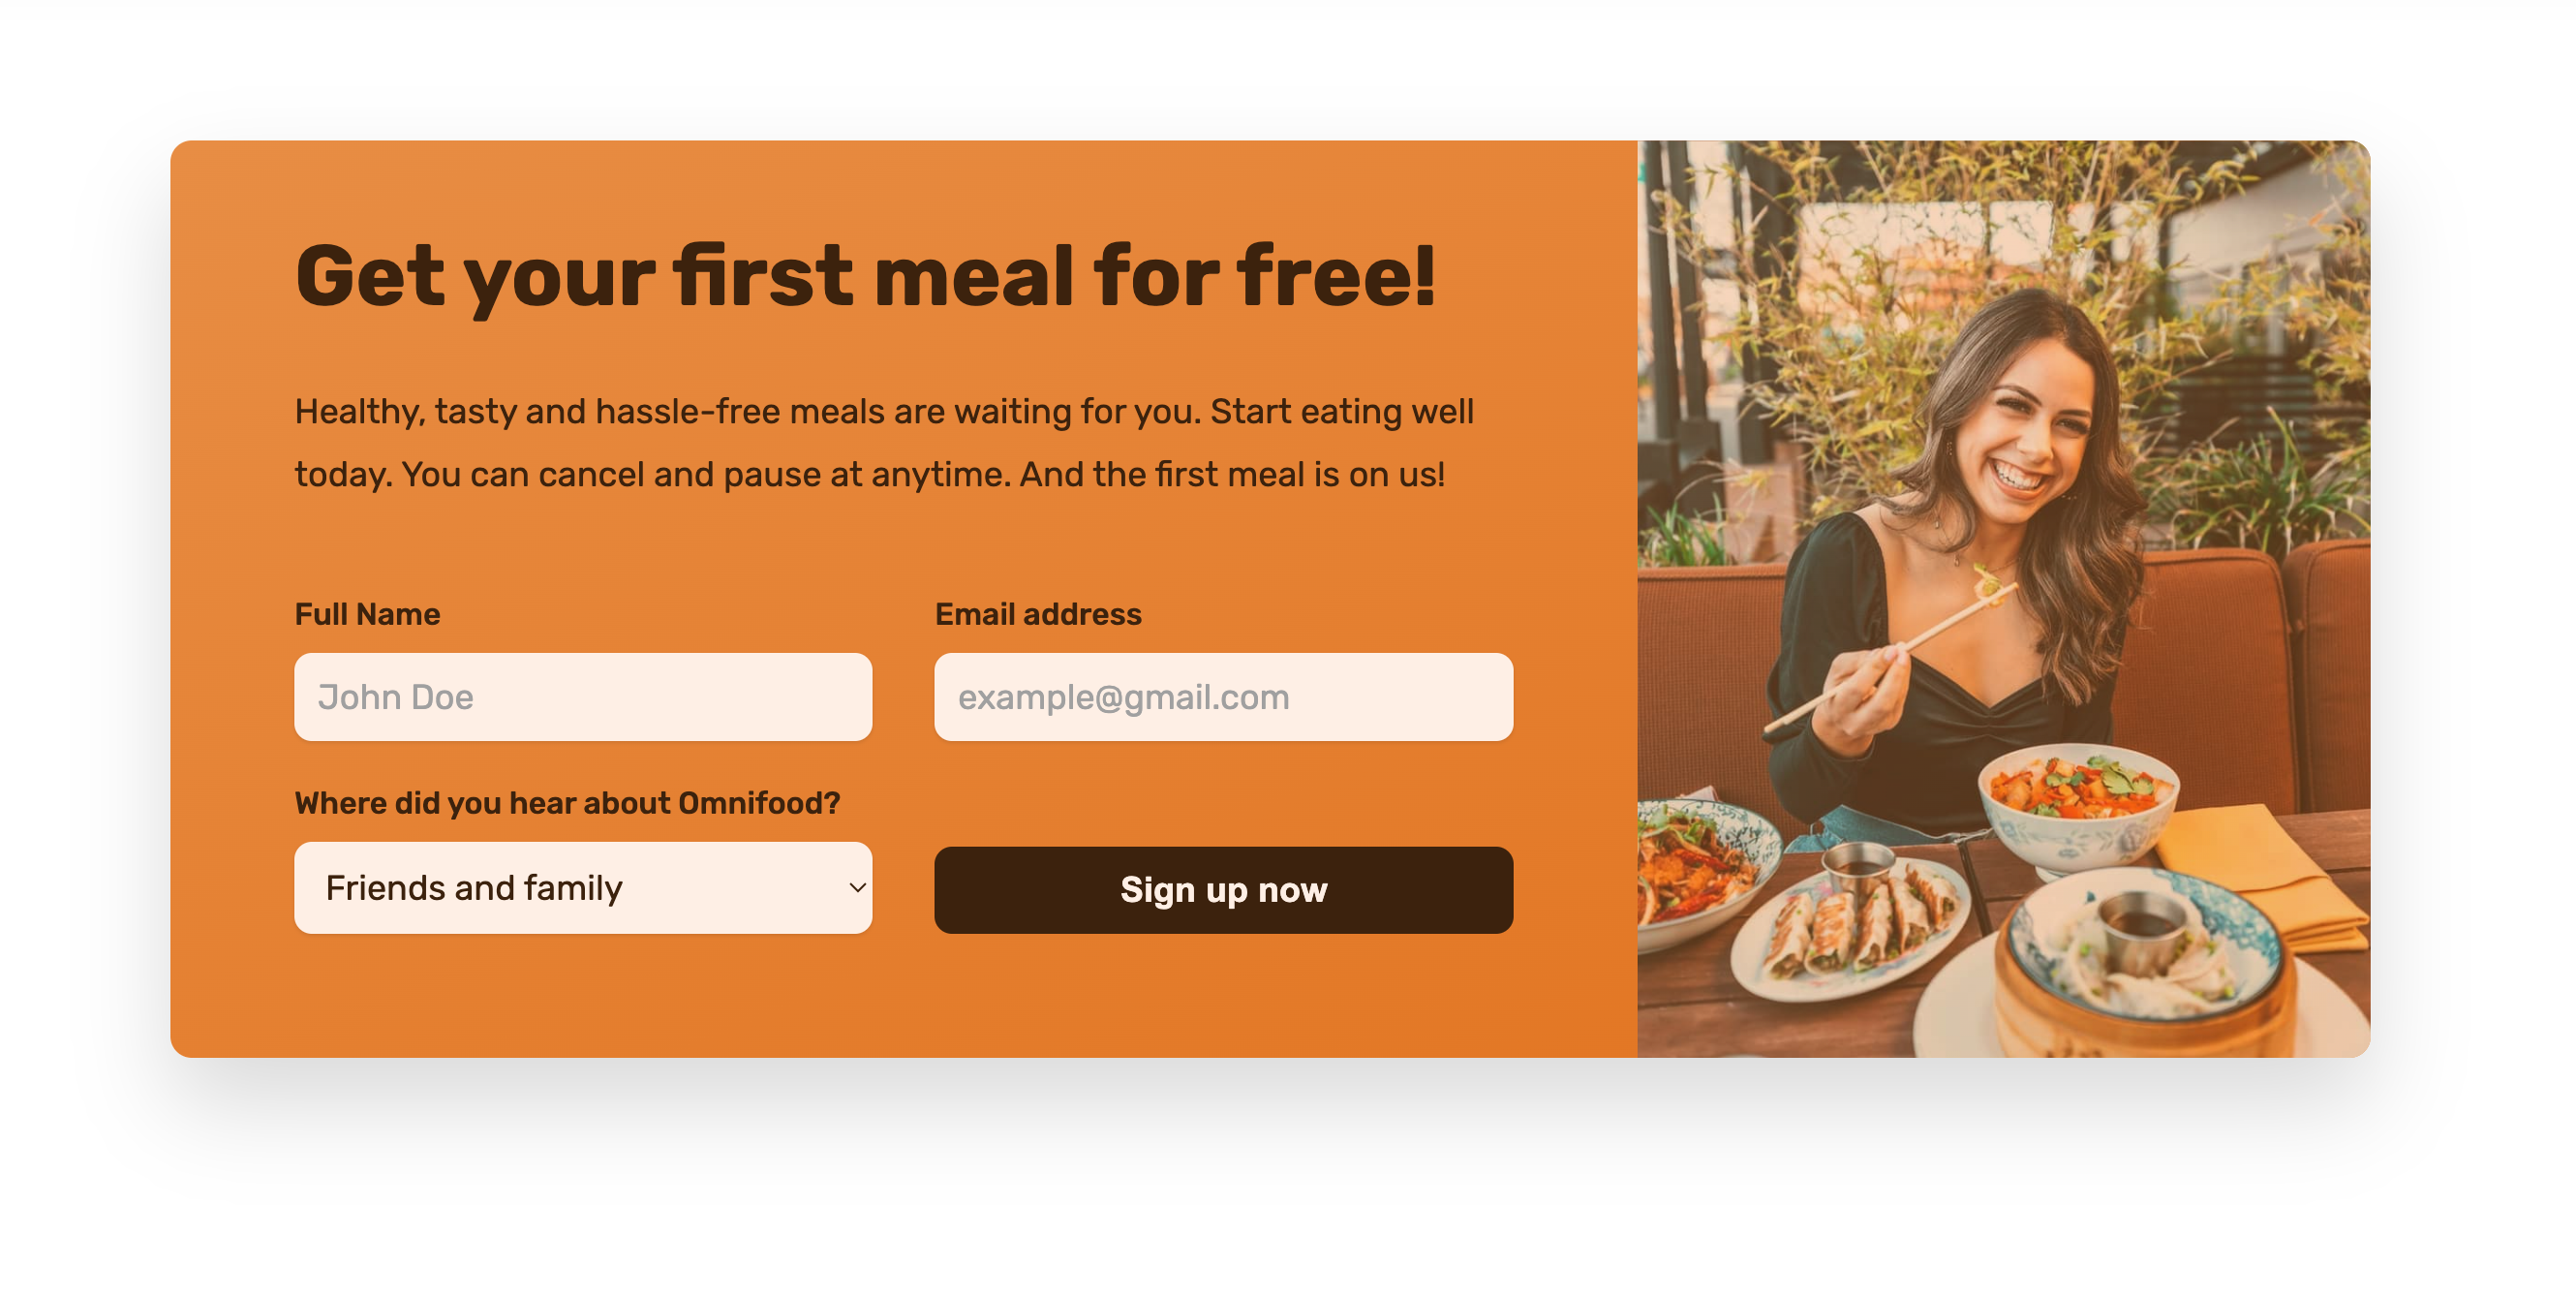 Get your first meal for free!
Healthy, tasty and hassle-free meals are waiting for you. Start eating well
today. You can cancel and pause at anytime. And the first meal is on us!
Full Name
Email address
John Doe
example@gmail.com
Where did you hear about Omnifood?
Friends and family
Sign up now